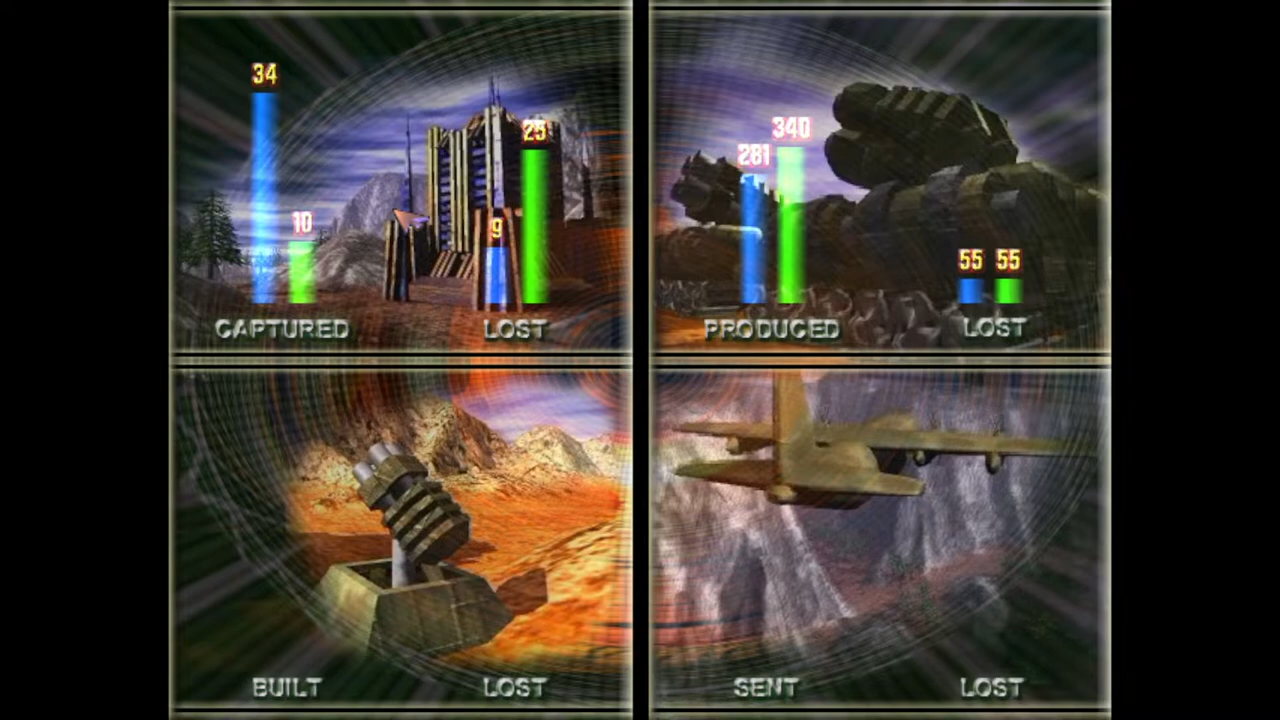 34
10
9
25
CAPTURED LOST
281
340
55 55
PRODUCED LOST
BUILT LOST
SENT LOST